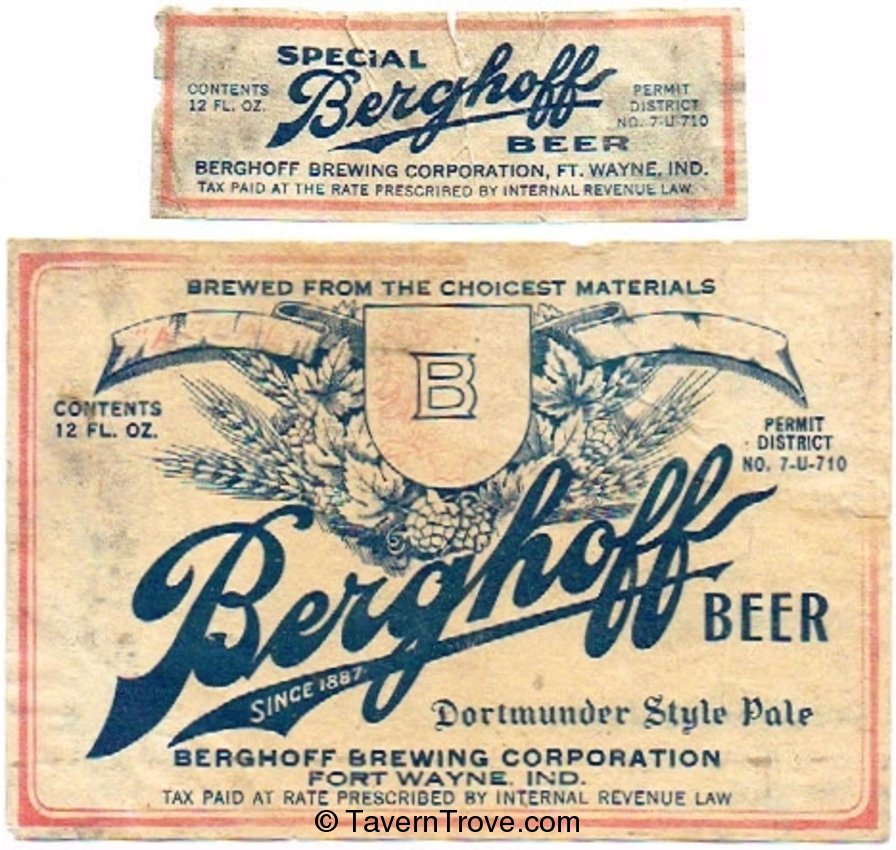 SPECIAL
Berghoff
BEER
CONTENTS
12 FL. OZ.
PERMIT
DISTRICT
NO. 7-U-710
BERGHOFF BREWING CORPORATION, FT. WAYNE, IND.
TAX PAID AT THE RATE PRESCRIBED BY INTERNAL REVENUE LAW
BREWED FROM THE CHOICEST MATERIALS
B
CONTENTS
12 FL. OZ.
PERMIT
DISTRICT
NO. 7-U-710
Berghoff BEER
SINCE 1887
Dortmunder Style Pale
BERGHOFF BREWING CORPORATION
FORT WAYNE, IND.
TAX PAID AT RATE PRESCRIBED BY INTERNAL REVENUE LAW
© TavernTrove.com